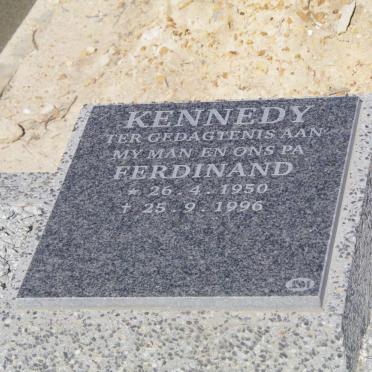 KENNEDY
TER GEDAGTENIS AAN
MY MAN EN ONS PA
FERDINAND
* 26.4.1950
† 25.9.1996